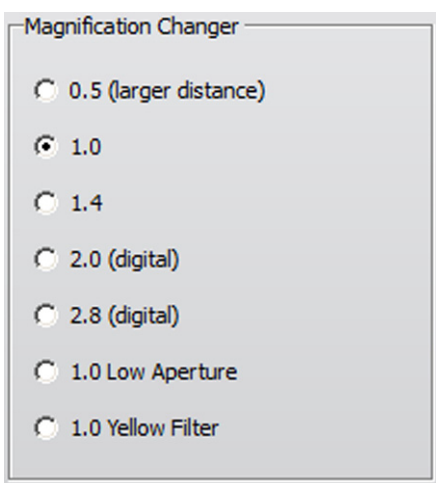 Magnification Changer
0.5 (larger distance)
1.0
1.4
2.0 (digital)
2.8 (digital)
1.0 Low Aperture
1.0 Yellow Filter